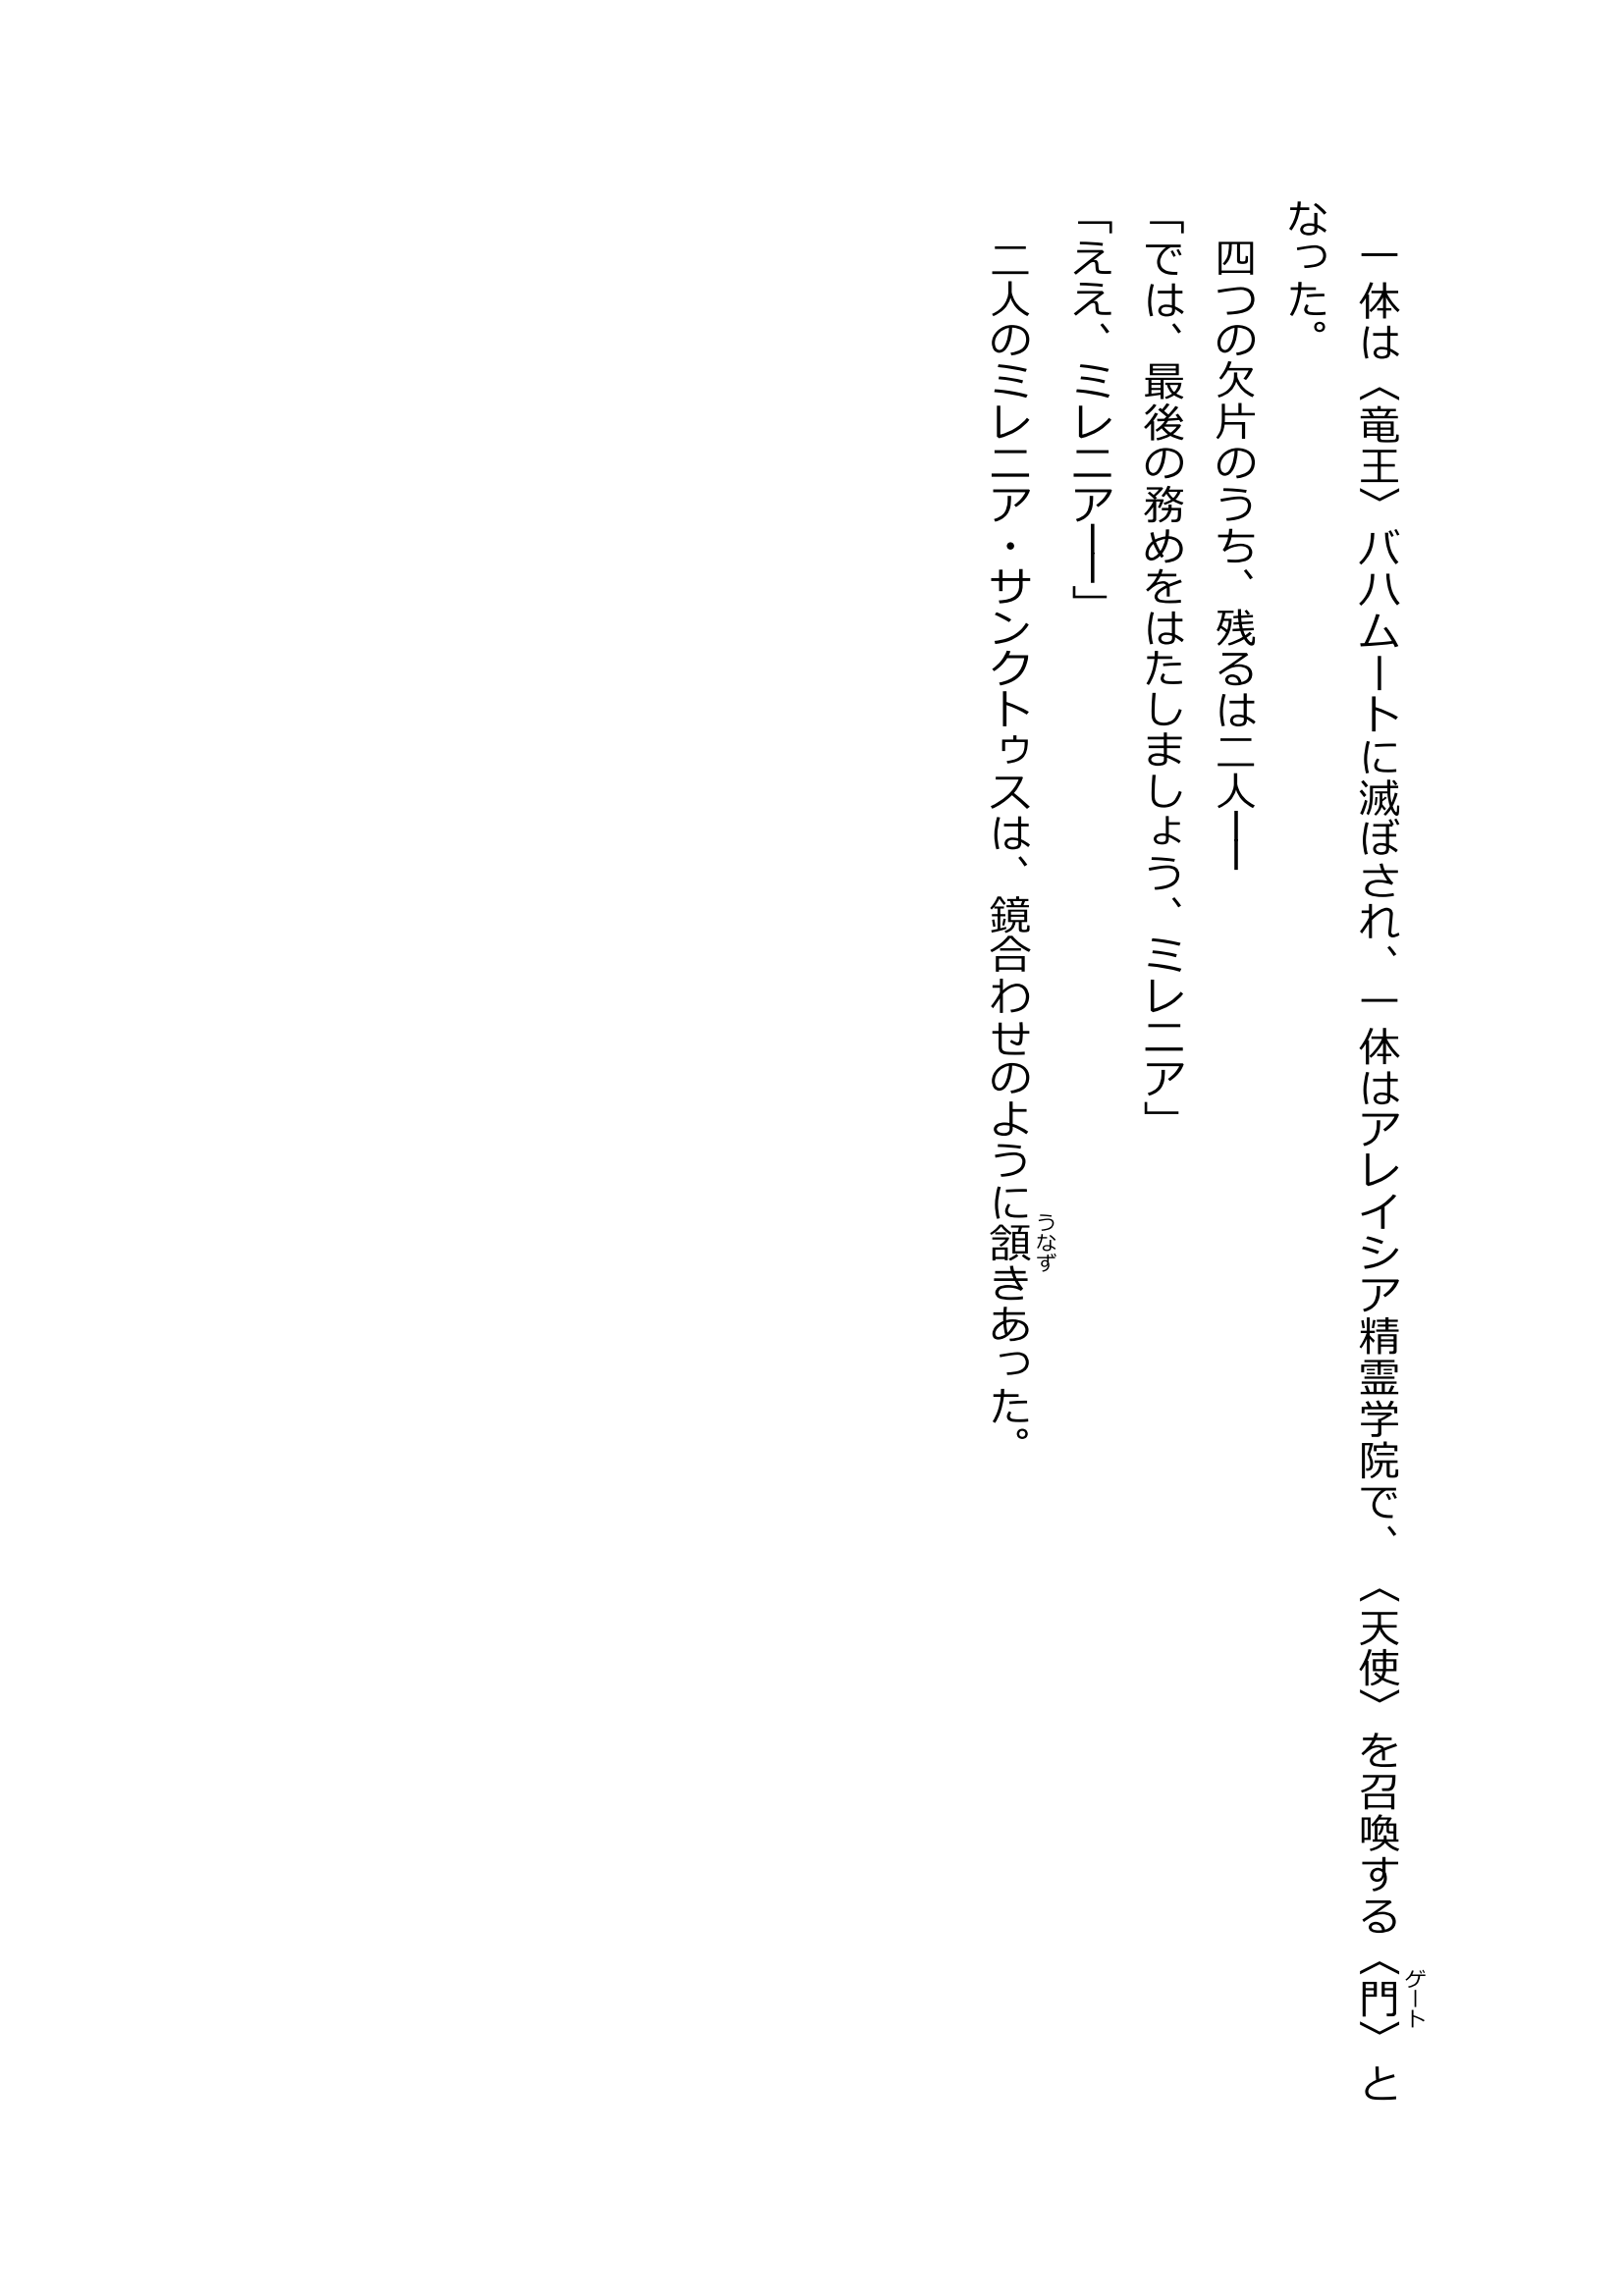 一体は〈竜王〉バハムートに滅ぼされ、一体はアレイシア精霊学院で、〈天使〉を召喚する〈門〉と
ゲート
なった。
四つの欠片のうち、残るは二人――
「では、最後の務めをはたしましょう、ミレニア」
「ええ、ミレニア――」
二人のミレニア・サンクトゥスは、鏡合わせのように頷きあった。
うなず